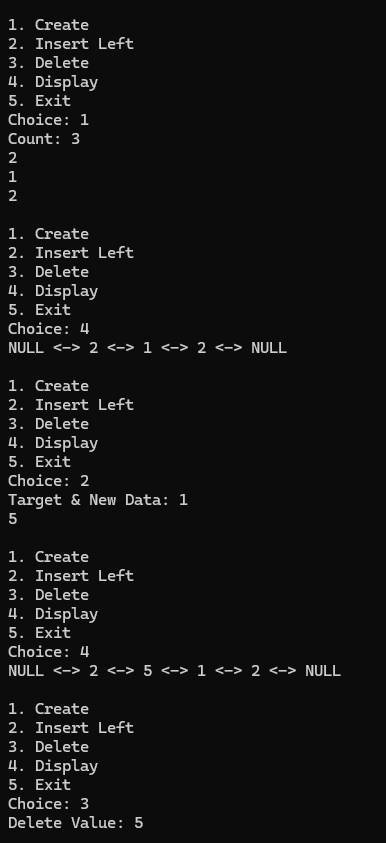 1. Create
2. Insert Left
3. Delete
4. Display
5. Exit
Choice: 1
Count: 3
2
1
2
1. Create
2. Insert Left
3. Delete
4. Display
5. Exit
Choice: 4
NULL <-> 2 <-> 1 <-> 2 <-> NULL
1. Create
2. Insert Left
3. Delete
4. Display
5. Exit
Choice: 2
Target & New Data: 1
5
1. Create
2. Insert Left
3. Delete
4. Display
5. Exit
Choice: 4
NULL <-> 2 <-> 5 <-> 1 <-> 2 <-> NULL
1. Create
2. Insert Left
3. Delete
4. Display
5. Exit
Choice: 3
Delete Value: 5